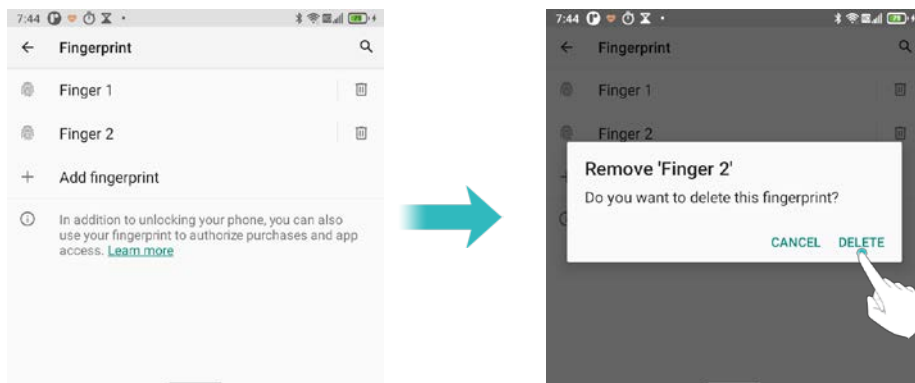 7:44
Fingerprint
Finger 1
Finger 2
Add fingerprint
In addition to unlocking your phone, you can also
use your fingerprint to authorize purchases and app
access. Learn more
7:44
Fingerprint
Finger 1
Finger 2
Remove 'Finger 2'
Do you want to delete this fingerprint?
CANCEL DELETE